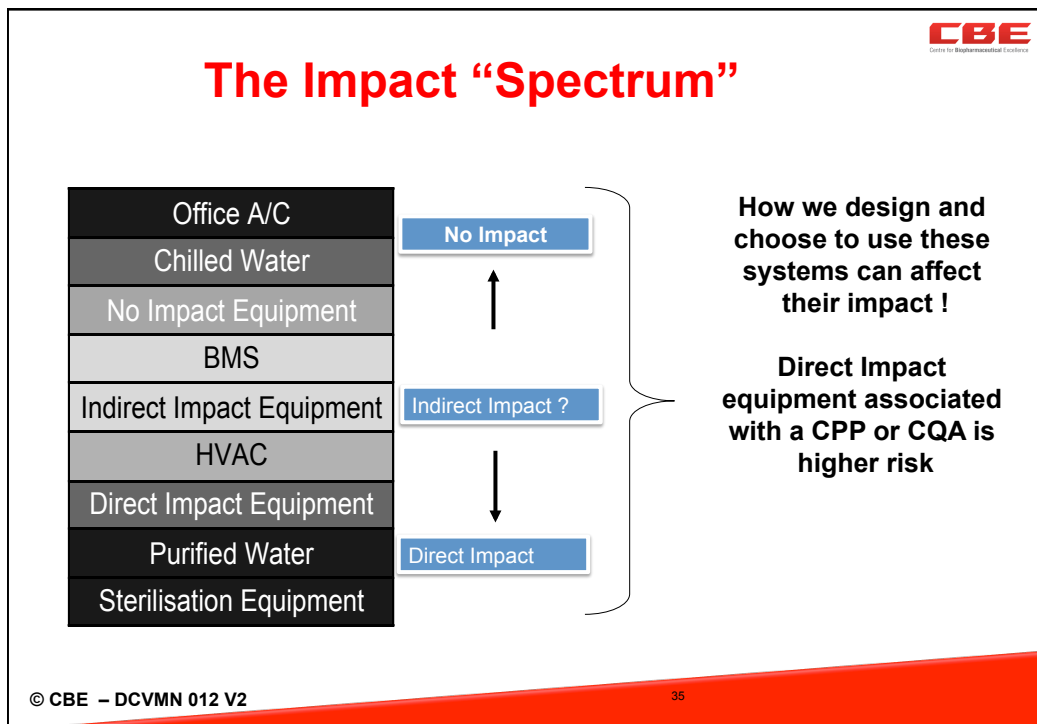 CBE
Centre for Biopharmaceutical Excellence
The Impact “Spectrum”
Office A/C
Chilled Water
No Impact Equipment
BMS
Indirect Impact Equipment
HVAC
Direct Impact Equipment
Purified Water
Sterilisation Equipment
No Impact
Indirect Impact ?
Direct Impact
How we design and
choose to use these
systems can affect
their impact !
Direct Impact
equipment associated
with a CPP or CQA is
higher risk
© CBE – DCVMN 012 V2
35